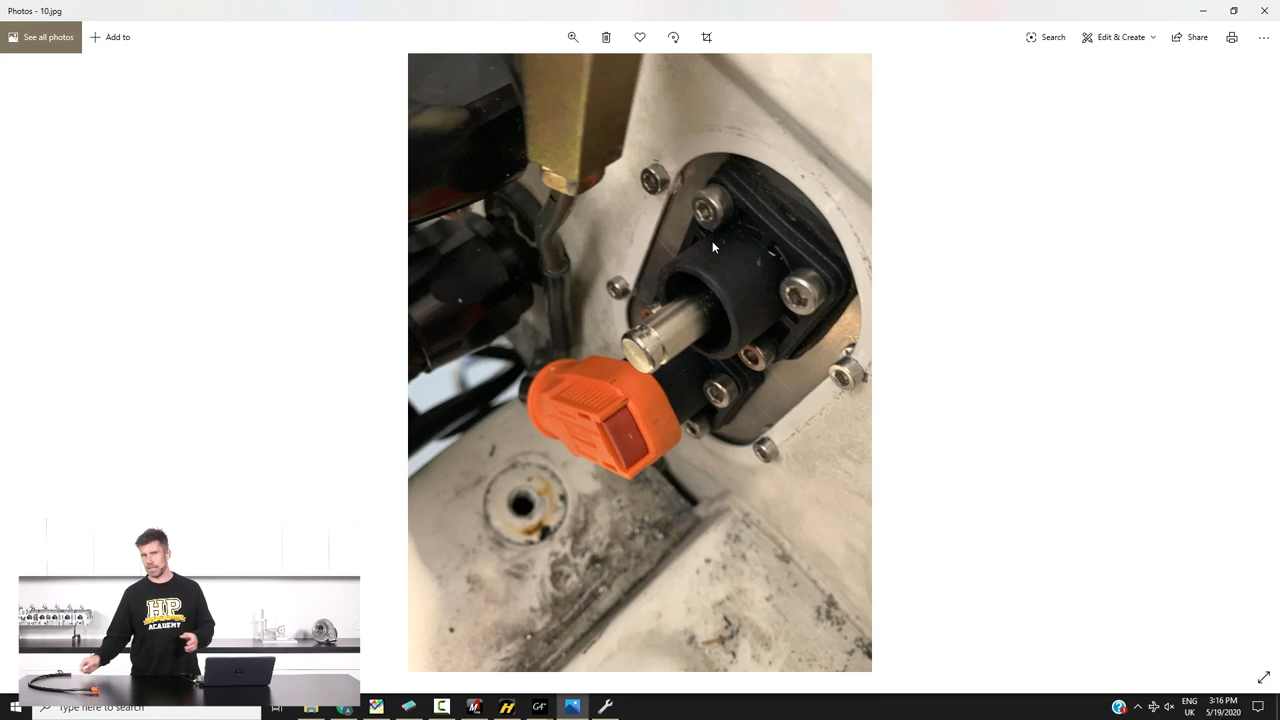 Photos - 10.jpg
See all photos
Add to
Search
Edit & Create
Share
HP
ACADEMY
Type here to search
G4+
ENG
UK
3:16 PM
5/19/2020